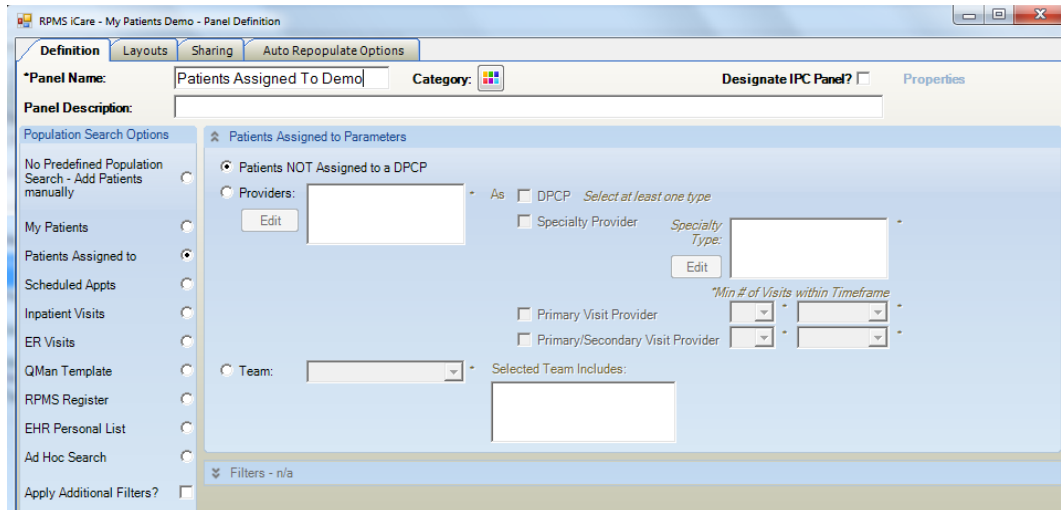 RPMS iCare - My Patients Demo - Panel Definition
Definition Layouts Sharing Auto Repopulate Options
*Panel Name: Patients Assigned To Demo Category: Designate IPC Panel? Properties
Panel Description:
Population Search Options
No Predefined Population
Search - Add Patients
manually
My Patients
Patients Assigned to
Scheduled Appts
Inpatient Visits
ER Visits
QMan Template
RPMS Register
EHR Personal List
Ad Hoc Search
Apply Additional Filters?
Patients Assigned to Parameters
Patients NOT Assigned to a DPCP
Providers: * As DPCP Select at least one type
Edit
Specialty Provider Specialty
Type: *
Edit
*Min # of Visits within Timeframe
Primary Visit Provider * *
Primary/Secondary Visit Provider * *
Team: * Selected Team Includes:
Filters - n/a